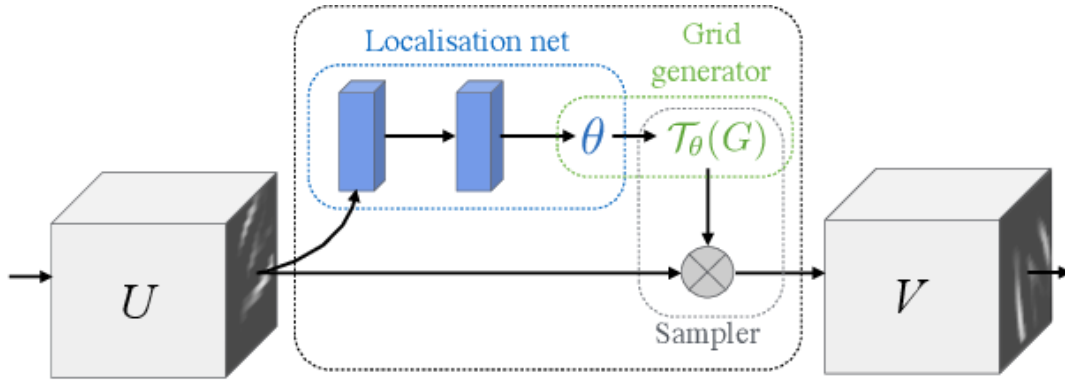 Localisation net
Grid
generator
θ
𝒯θ(G)
U
V
Sampler